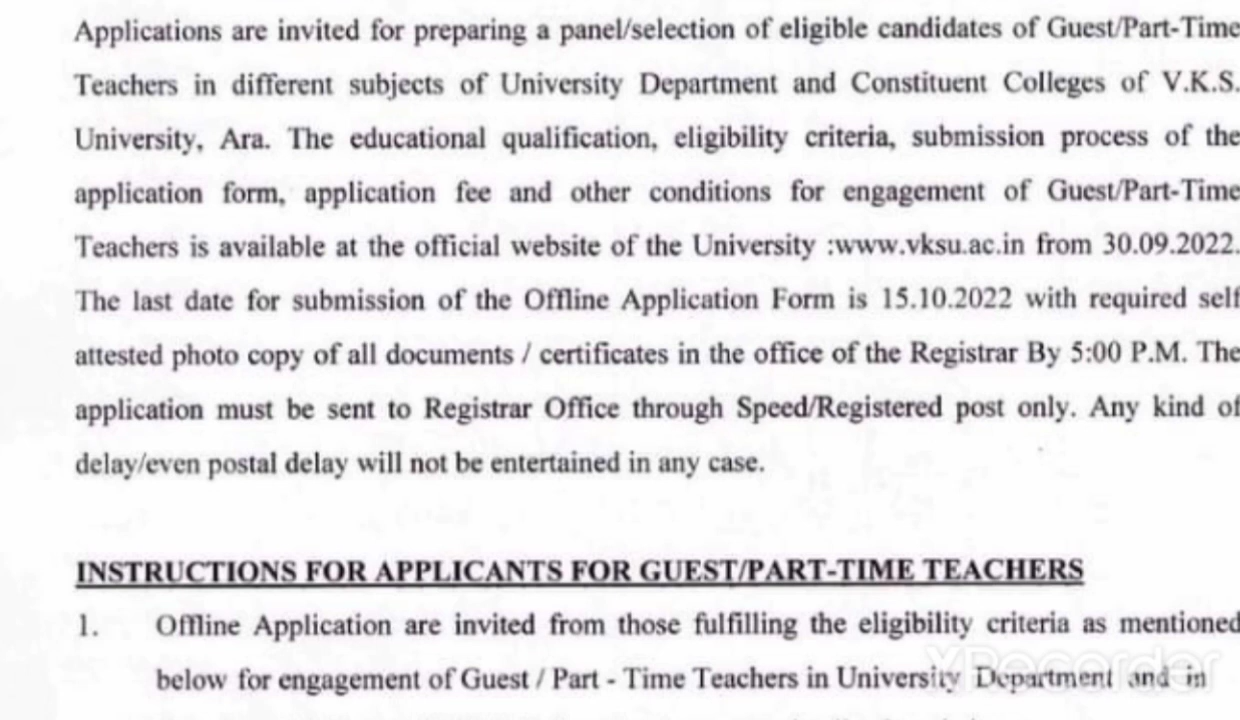 Applications are invited for preparing a panel/selection of eligible candidates of Guest/Part-Time
Teachers in different subjects of University Department and Constituent Colleges of V.K.S.
University, Ara. The educational qualification, eligibility criteria, submission process of the
application form, application fee and other conditions for engagement of Guest/Part-Time
Teachers is available at the official website of the University :www.vksu.ac.in from 30.09.2022.
The last date for submission of the Offline Application Form is 15.10.2022 with required self
attested photo copy of all documents / certificates in the office of the Registrar By 5:00 P.M. The
application must be sent to Registrar Office through Speed/Registered post only. Any kind of
delay/even postal delay will not be entertained in any case.
INSTRUCTIONS FOR APPLICANTS FOR GUEST/PART-TIME TEACHERS
1. Offline Application are invited from those fulfilling the eligibility criteria as mentioned
below for engagement of Guest / Part - Time Teachers in University Department and in
XRecorder